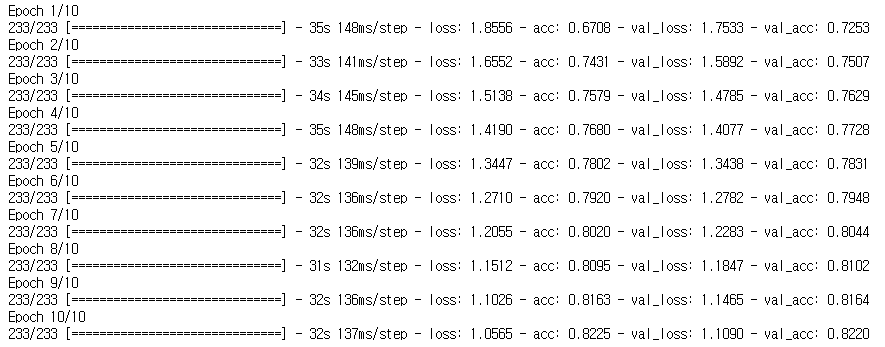 Epoch 1/10
233/233 [==============================] - 35s 148ms/step - loss: 1.8556 - acc: 0.6708 - val_loss: 1.7533 - val_acc: 0.7253
Epoch 2/10
233/233 [==============================] - 33s 141ms/step - loss: 1.6552 - acc: 0.7431 - val_loss: 1.5892 - val_acc: 0.7507
Epoch 3/10
233/233 [==============================] - 34s 145ms/step - loss: 1.5138 - acc: 0.7579 - val_loss: 1.4785 - val_acc: 0.7629
Epoch 4/10
233/233 [==============================] - 35s 148ms/step - loss: 1.4190 - acc: 0.7680 - val_loss: 1.4077 - val_acc: 0.7728
Epoch 5/10
233/233 [==============================] - 32s 139ms/step - loss: 1.3447 - acc: 0.7802 - val_loss: 1.3438 - val_acc: 0.7831
Epoch 6/10
233/233 [==============================] - 32s 136ms/step - loss: 1.2710 - acc: 0.7920 - val_loss: 1.2782 - val_acc: 0.7948
Epoch 7/10
233/233 [==============================] - 32s 136ms/step - loss: 1.2055 - acc: 0.8020 - val_loss: 1.2283 - val_acc: 0.8044
Epoch 8/10
233/233 [==============================] - 31s 132ms/step - loss: 1.1512 - acc: 0.8095 - val_loss: 1.1847 - val_acc: 0.8102
Epoch 9/10
233/233 [==============================] - 32s 136ms/step - loss: 1.1026 - acc: 0.8163 - val_loss: 1.1465 - val_acc: 0.8164
Epoch 10/10
233/233 [==============================] - 32s 137ms/step - loss: 1.0565 - acc: 0.8225 - val_loss: 1.1090 - val_acc: 0.8220